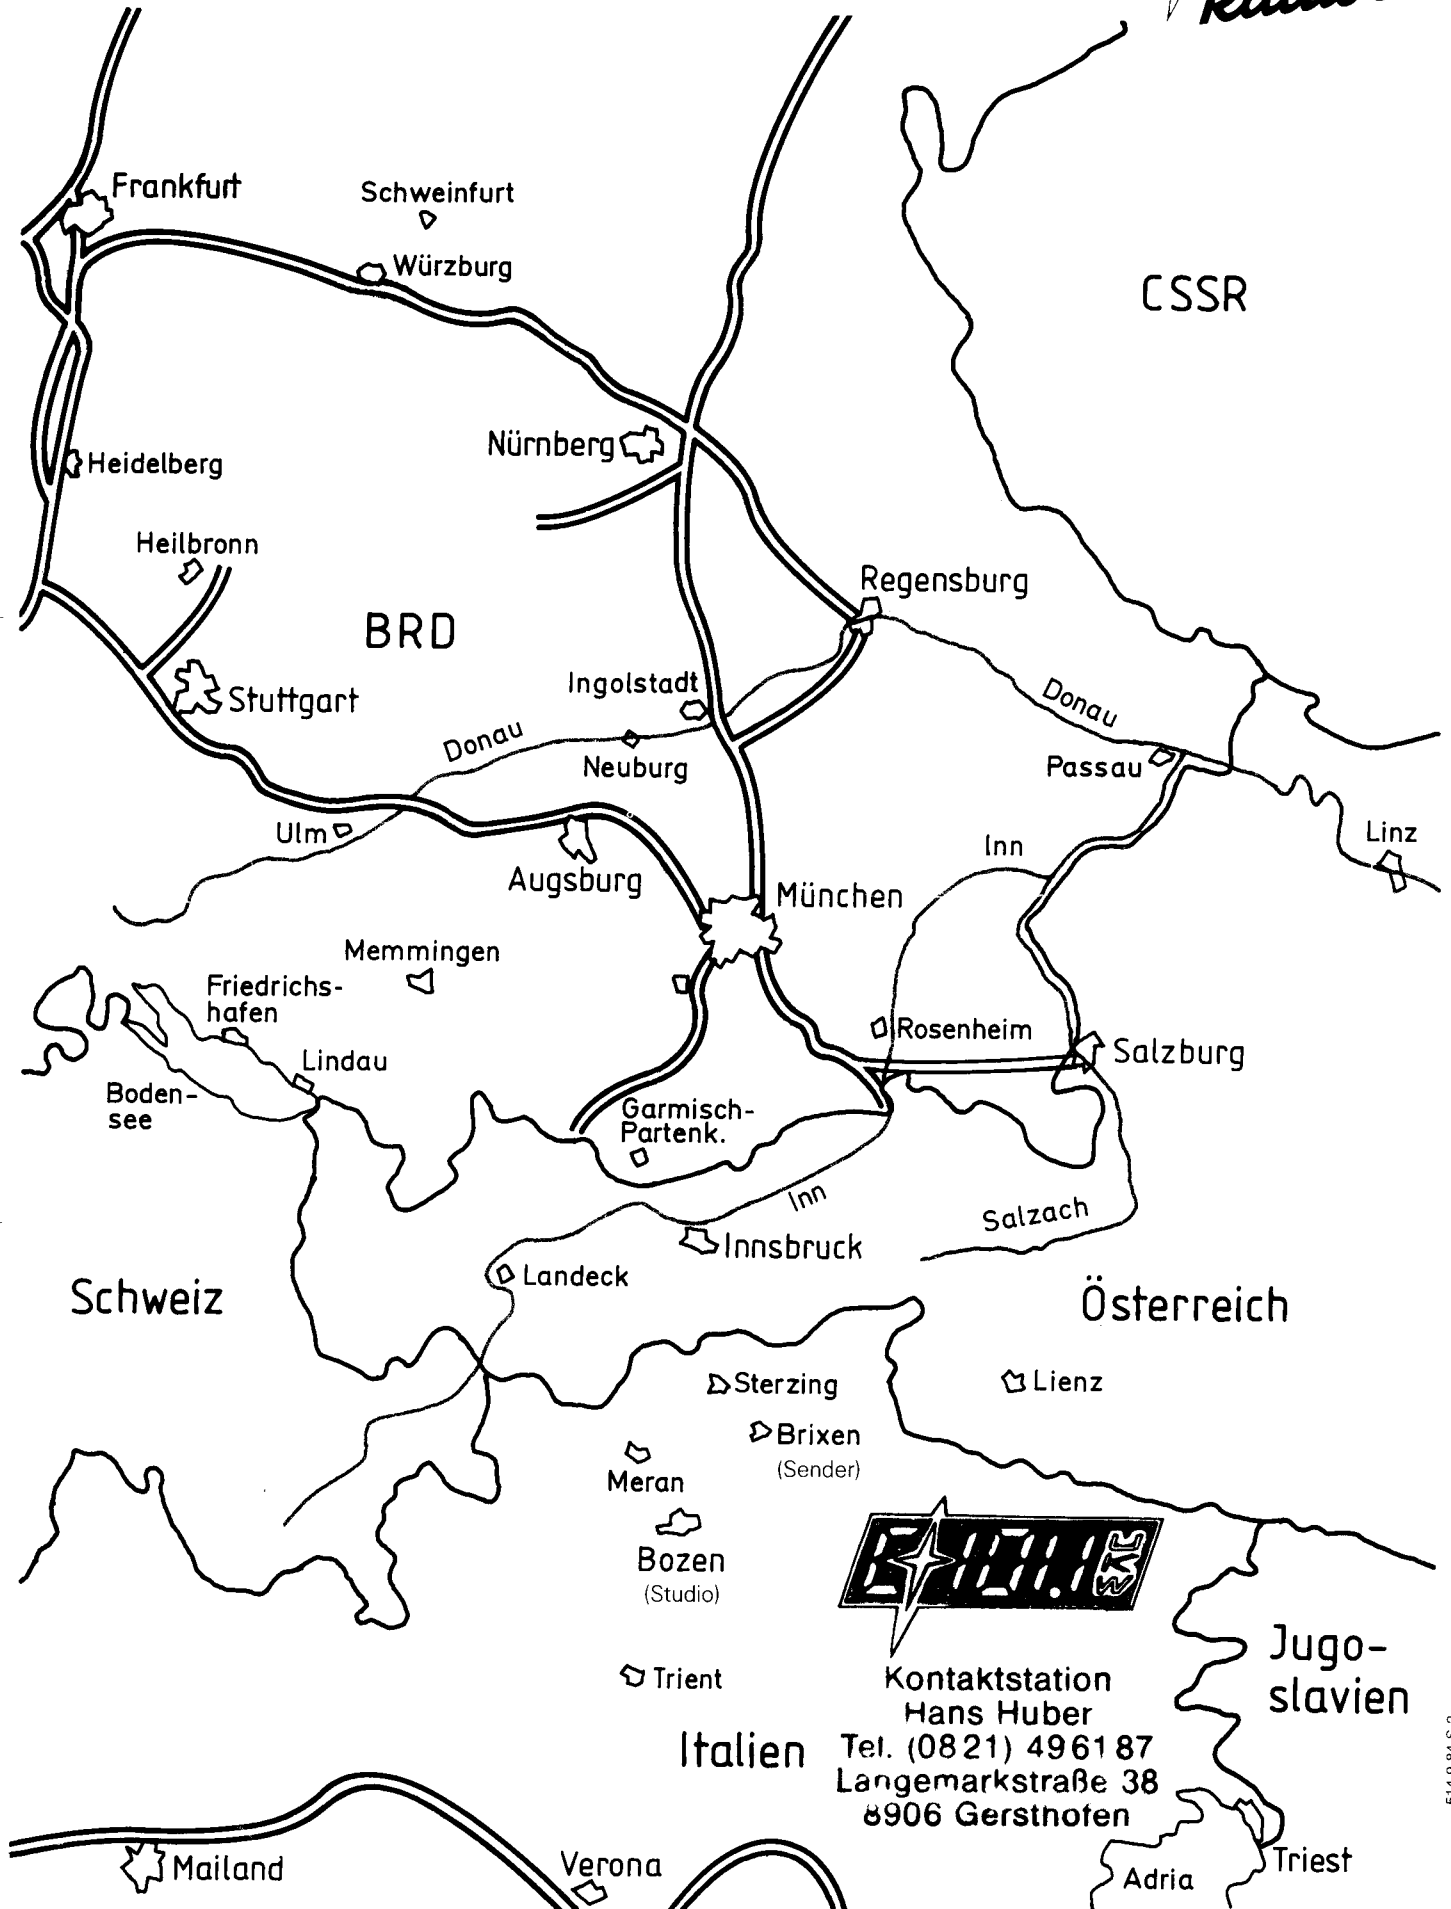 Frankfurt
Schweinfurt
Würzburg
CSSR
Nürnberg
Heidelberg
Heilbronn
Regensburg
BRD
Ingolstadt
Stuttgart
Donau
Donau
Neuburg
Passau
Ulm
Linz
Inn
Augsburg
München
Memmingen
Friedrichs-
hafen
Rosenheim
Salzburg
Lindau
Boden-
see
Garmisch-
Partenk.
Inn
Salzach
Innsbruck
Landeck
Schweiz
Österreich
Sterzing
Lienz
Brixen
(Sender)
Meran
Bozen
(Studio)
101.1
Trient
Kontaktstation
Hans Huber
Tel. (0821) 496187
Langemarkstraße 38
8906 Gersthofen
Jugo-
slavien
Italien
Mailand
Verona
Adria
Triest